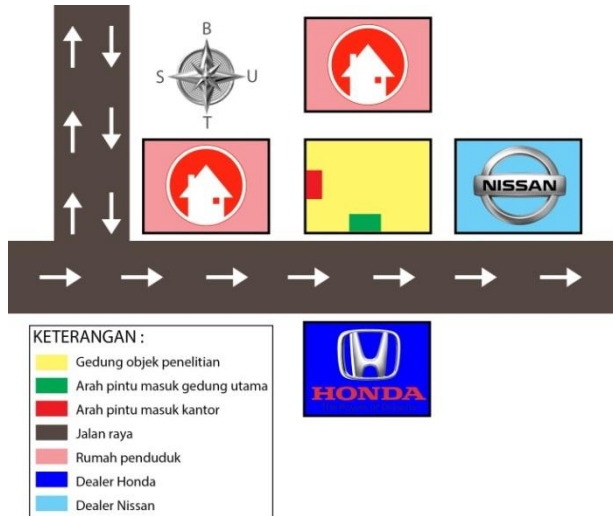 B
S U
T
NISSAN
HONDA
KETERANGAN :
Gedung objek penelitian
Arah pintu masuk gedung utama
Arah pintu masuk kantor
Jalan raya
Rumah penduduk
Dealer Honda
Dealer Nissan